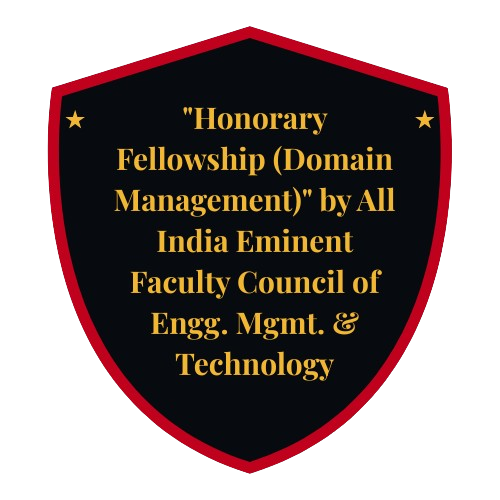 "Honorary
Fellowship (Domain
Management)" by All
India Eminent
Faculty Council of
Engg. Mgmt. &
Technology